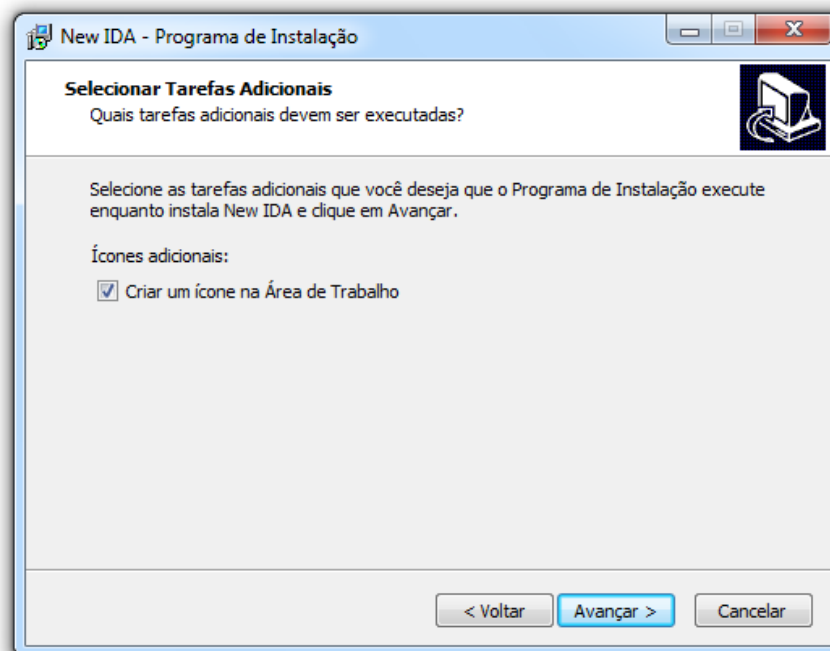 New IDA - Programa de Instalação
Selecionar Tarefas Adicionais
Quais tarefas adicionais devem ser executadas?
Selecione as tarefas adicionais que você deseja que o Programa de Instalação execute
enquanto instala New IDA e clique em Avançar.
Ícones adicionais:
Criar um ícone na Área de Trabalho
< Voltar
Avançar >
Cancelar